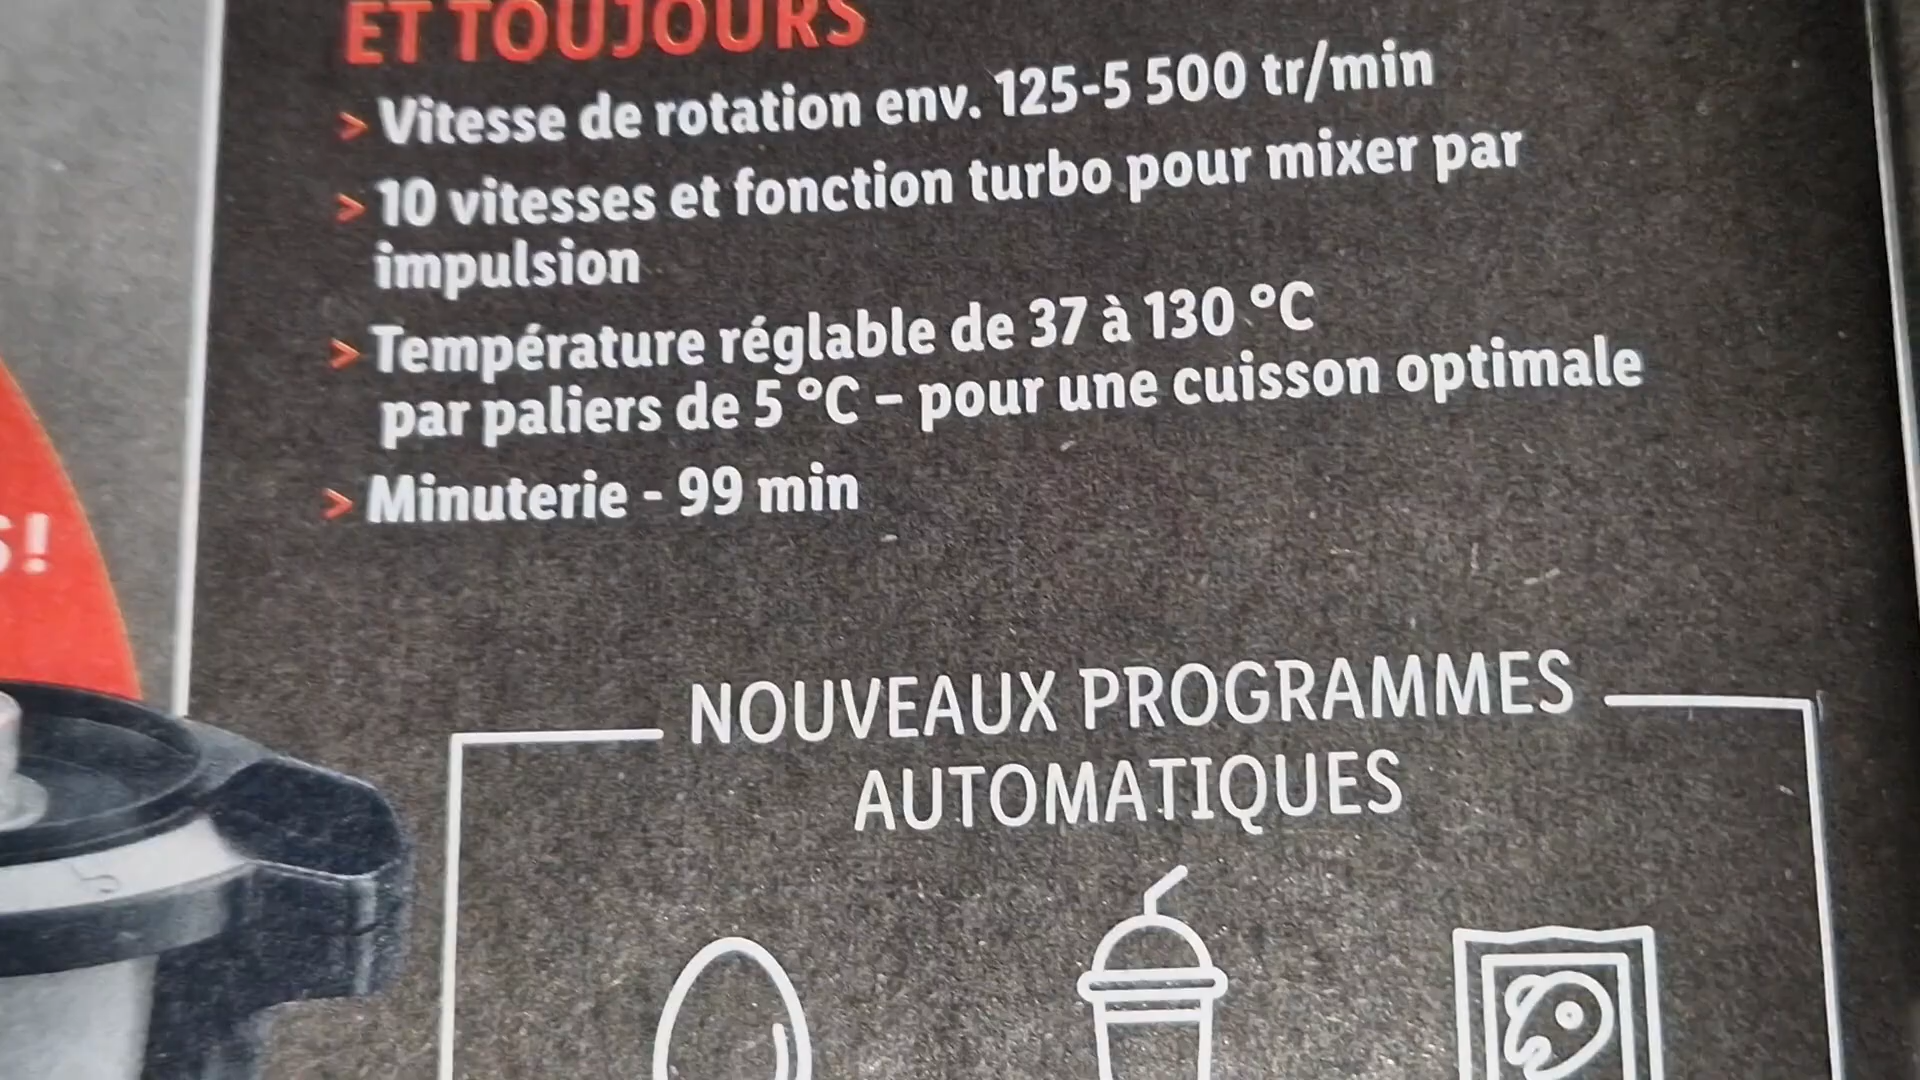 ET TOUJOURS
> Vitesse de rotation env. 125-5 500 tr/min
> 10 vitesses et fonction turbo pour mixer par
impulsion
> Température réglable de 37 à 130 °C
par paliers de 5 °C – pour une cuisson optimale
> Minuterie - 99 min
S!
NOUVEAUX PROGRAMMES
AUTOMATIQUES